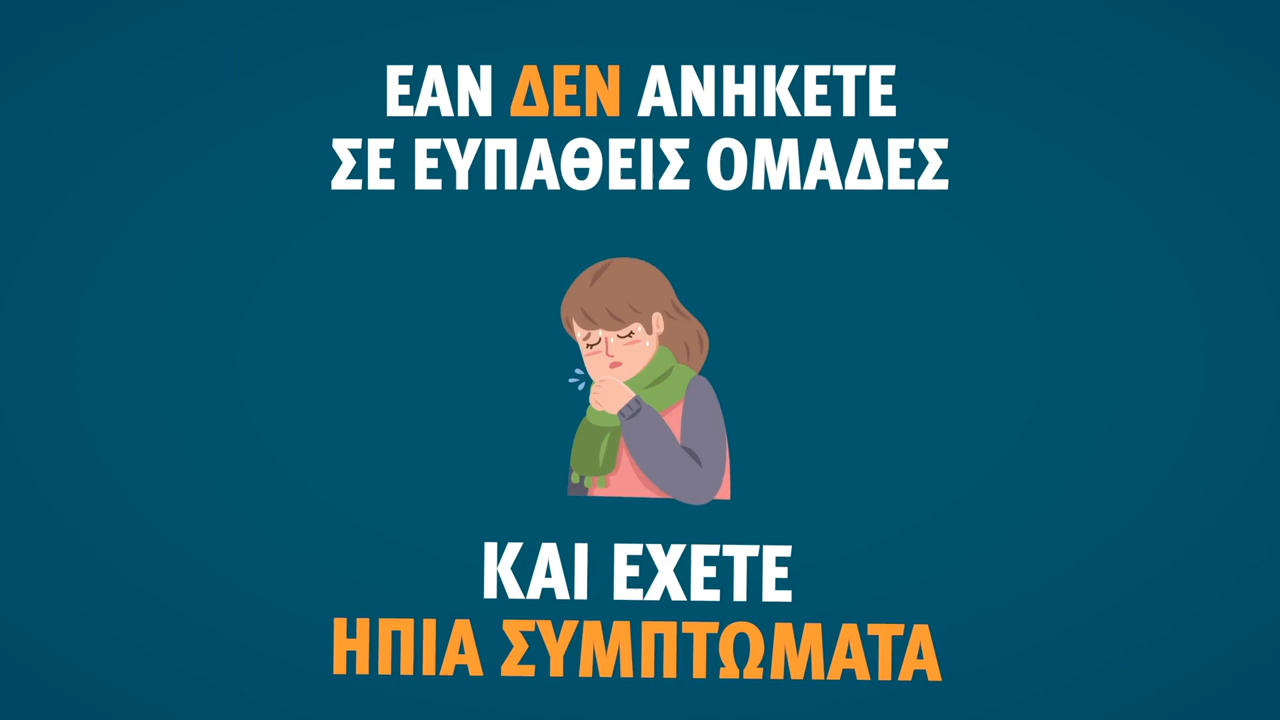 ΕΑΝ ΔΕΝ ΑΝΗΚΕΤΕ
ΣΕ ΕΥΠΑΘΕΙΣ ΟΜΑΔΕΣ
ΚΑΙ ΕΧΕΤΕ
ΗΠΙΑ ΣΥΜΠΤΩΜΑΤΑ